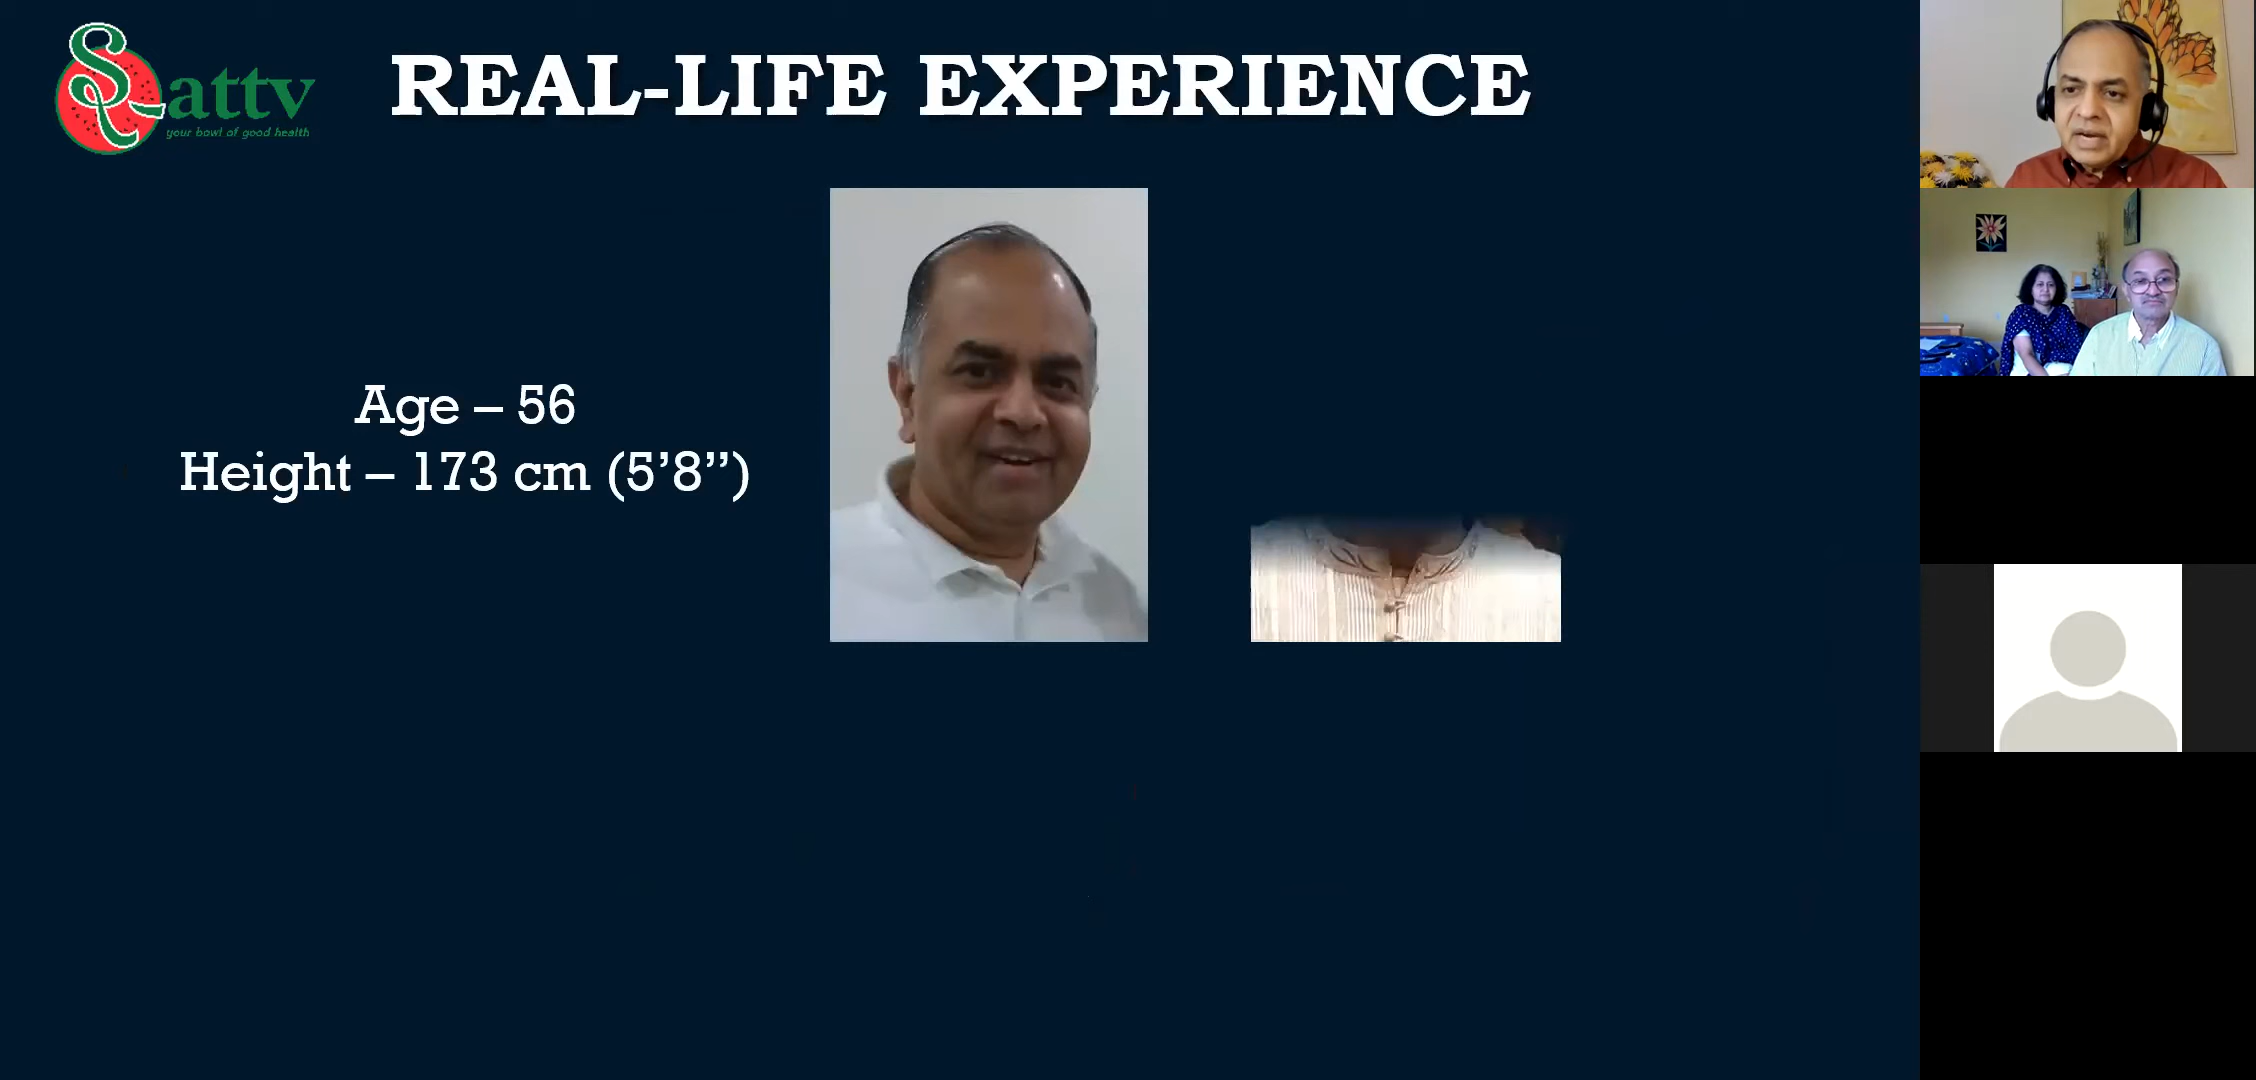 Sattv
your bowl of good health
REAL-LIFE EXPERIENCE
Age – 56
Height – 173 cm (5’8’’)